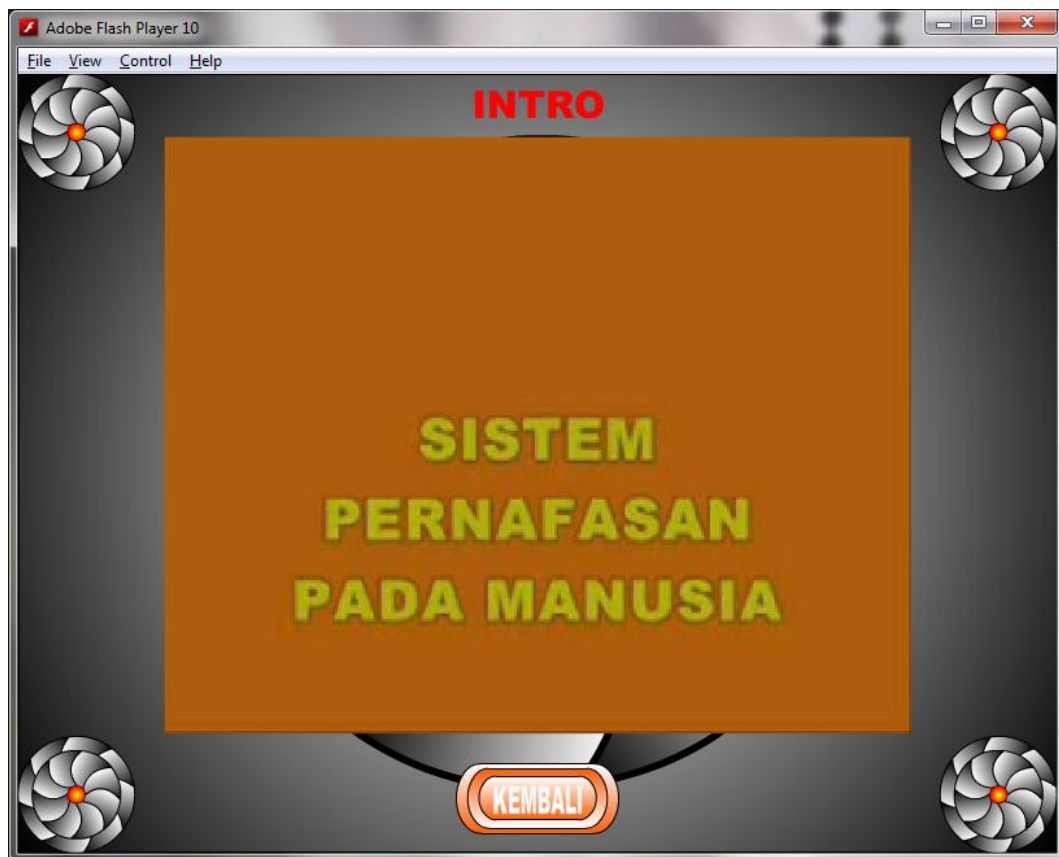 Adobe Flash Player 10
File View Control Help
INTRO
SISTEM
PERNAFASAN
PADA MANUSIA
KEMBALI